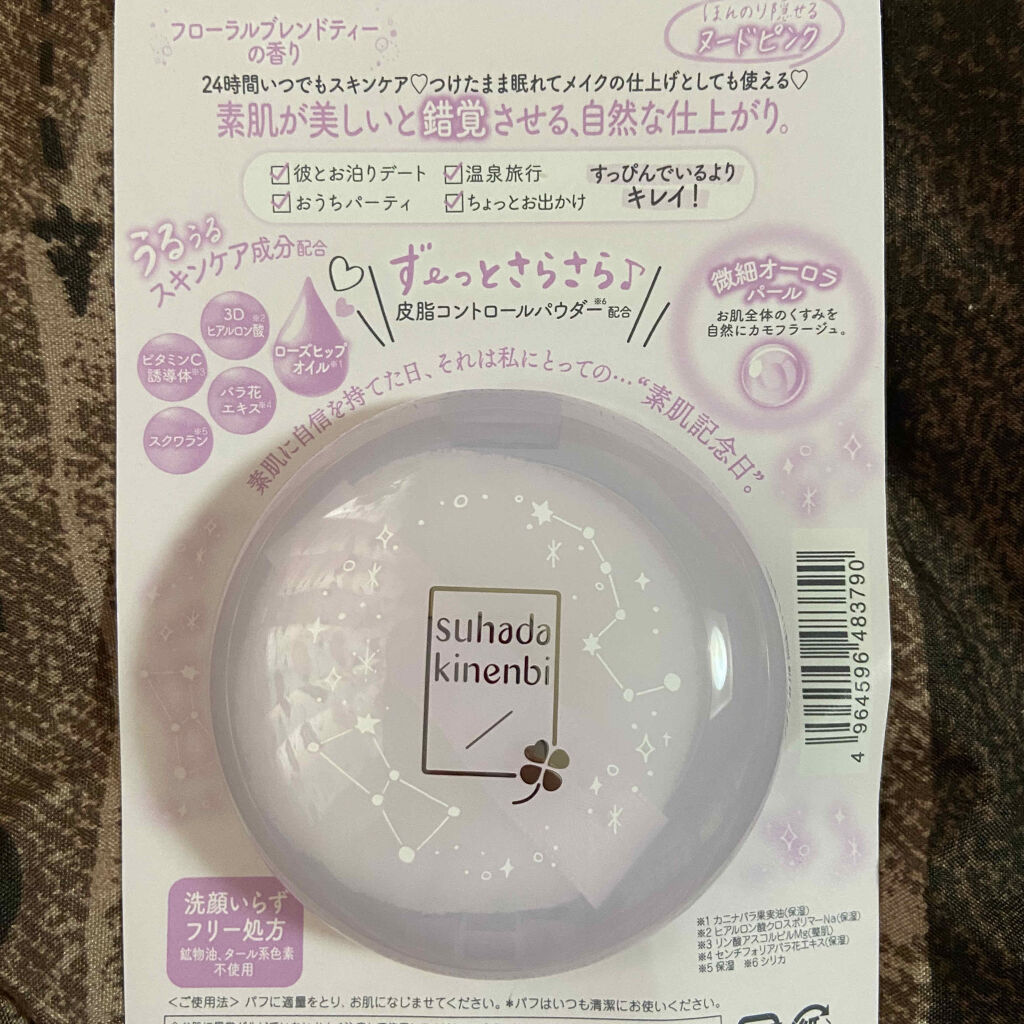 フローラルブレンドティー
の香り
ほんのり隠せる
ヌードピンク
24時間いつでもスキンケア♡つけたまま眠れてメイクの仕上げとしても使える♡
素肌が美しいと錯覚させる、自然な仕上がり。
☑彼とお泊りデート ☑温泉旅行
☑おうちパーティ ☑ちょっとお出かけ
すっぴんでいるより
キレイ!
うるうる
スキンケア成分配合
3D
ヒアルロン酸※2
ビタミンC
誘導体※3
バラ花
エキス※4
スクワラン※5
ローズヒップ
オイル※1
ず〜っとさらさら♪
皮脂コントロールパウダー※6配合
微細オーロラ
パール
お肌全体のくすみを
自然にカモフラージュ。
素肌に自信を持てた日、それは私にとっての…“素肌記念日”。
suhada
kinenbi
4 964596 483790
洗顔いらず
フリー処方
鉱物油、タール系色素
不使用
※1 カニナバラ果実油(保湿)
※2 ヒアルロン酸クロスポリマーNa(保湿)
※3 リン酸アスコルビルMg(整肌)
※4 センチフォリアバラ花エキス(保湿)
※5 保湿 ※6 シリカ
<ご使用法> パフに適量をとり、お肌になじませてください。＊パフはいつも清潔にお使いください。